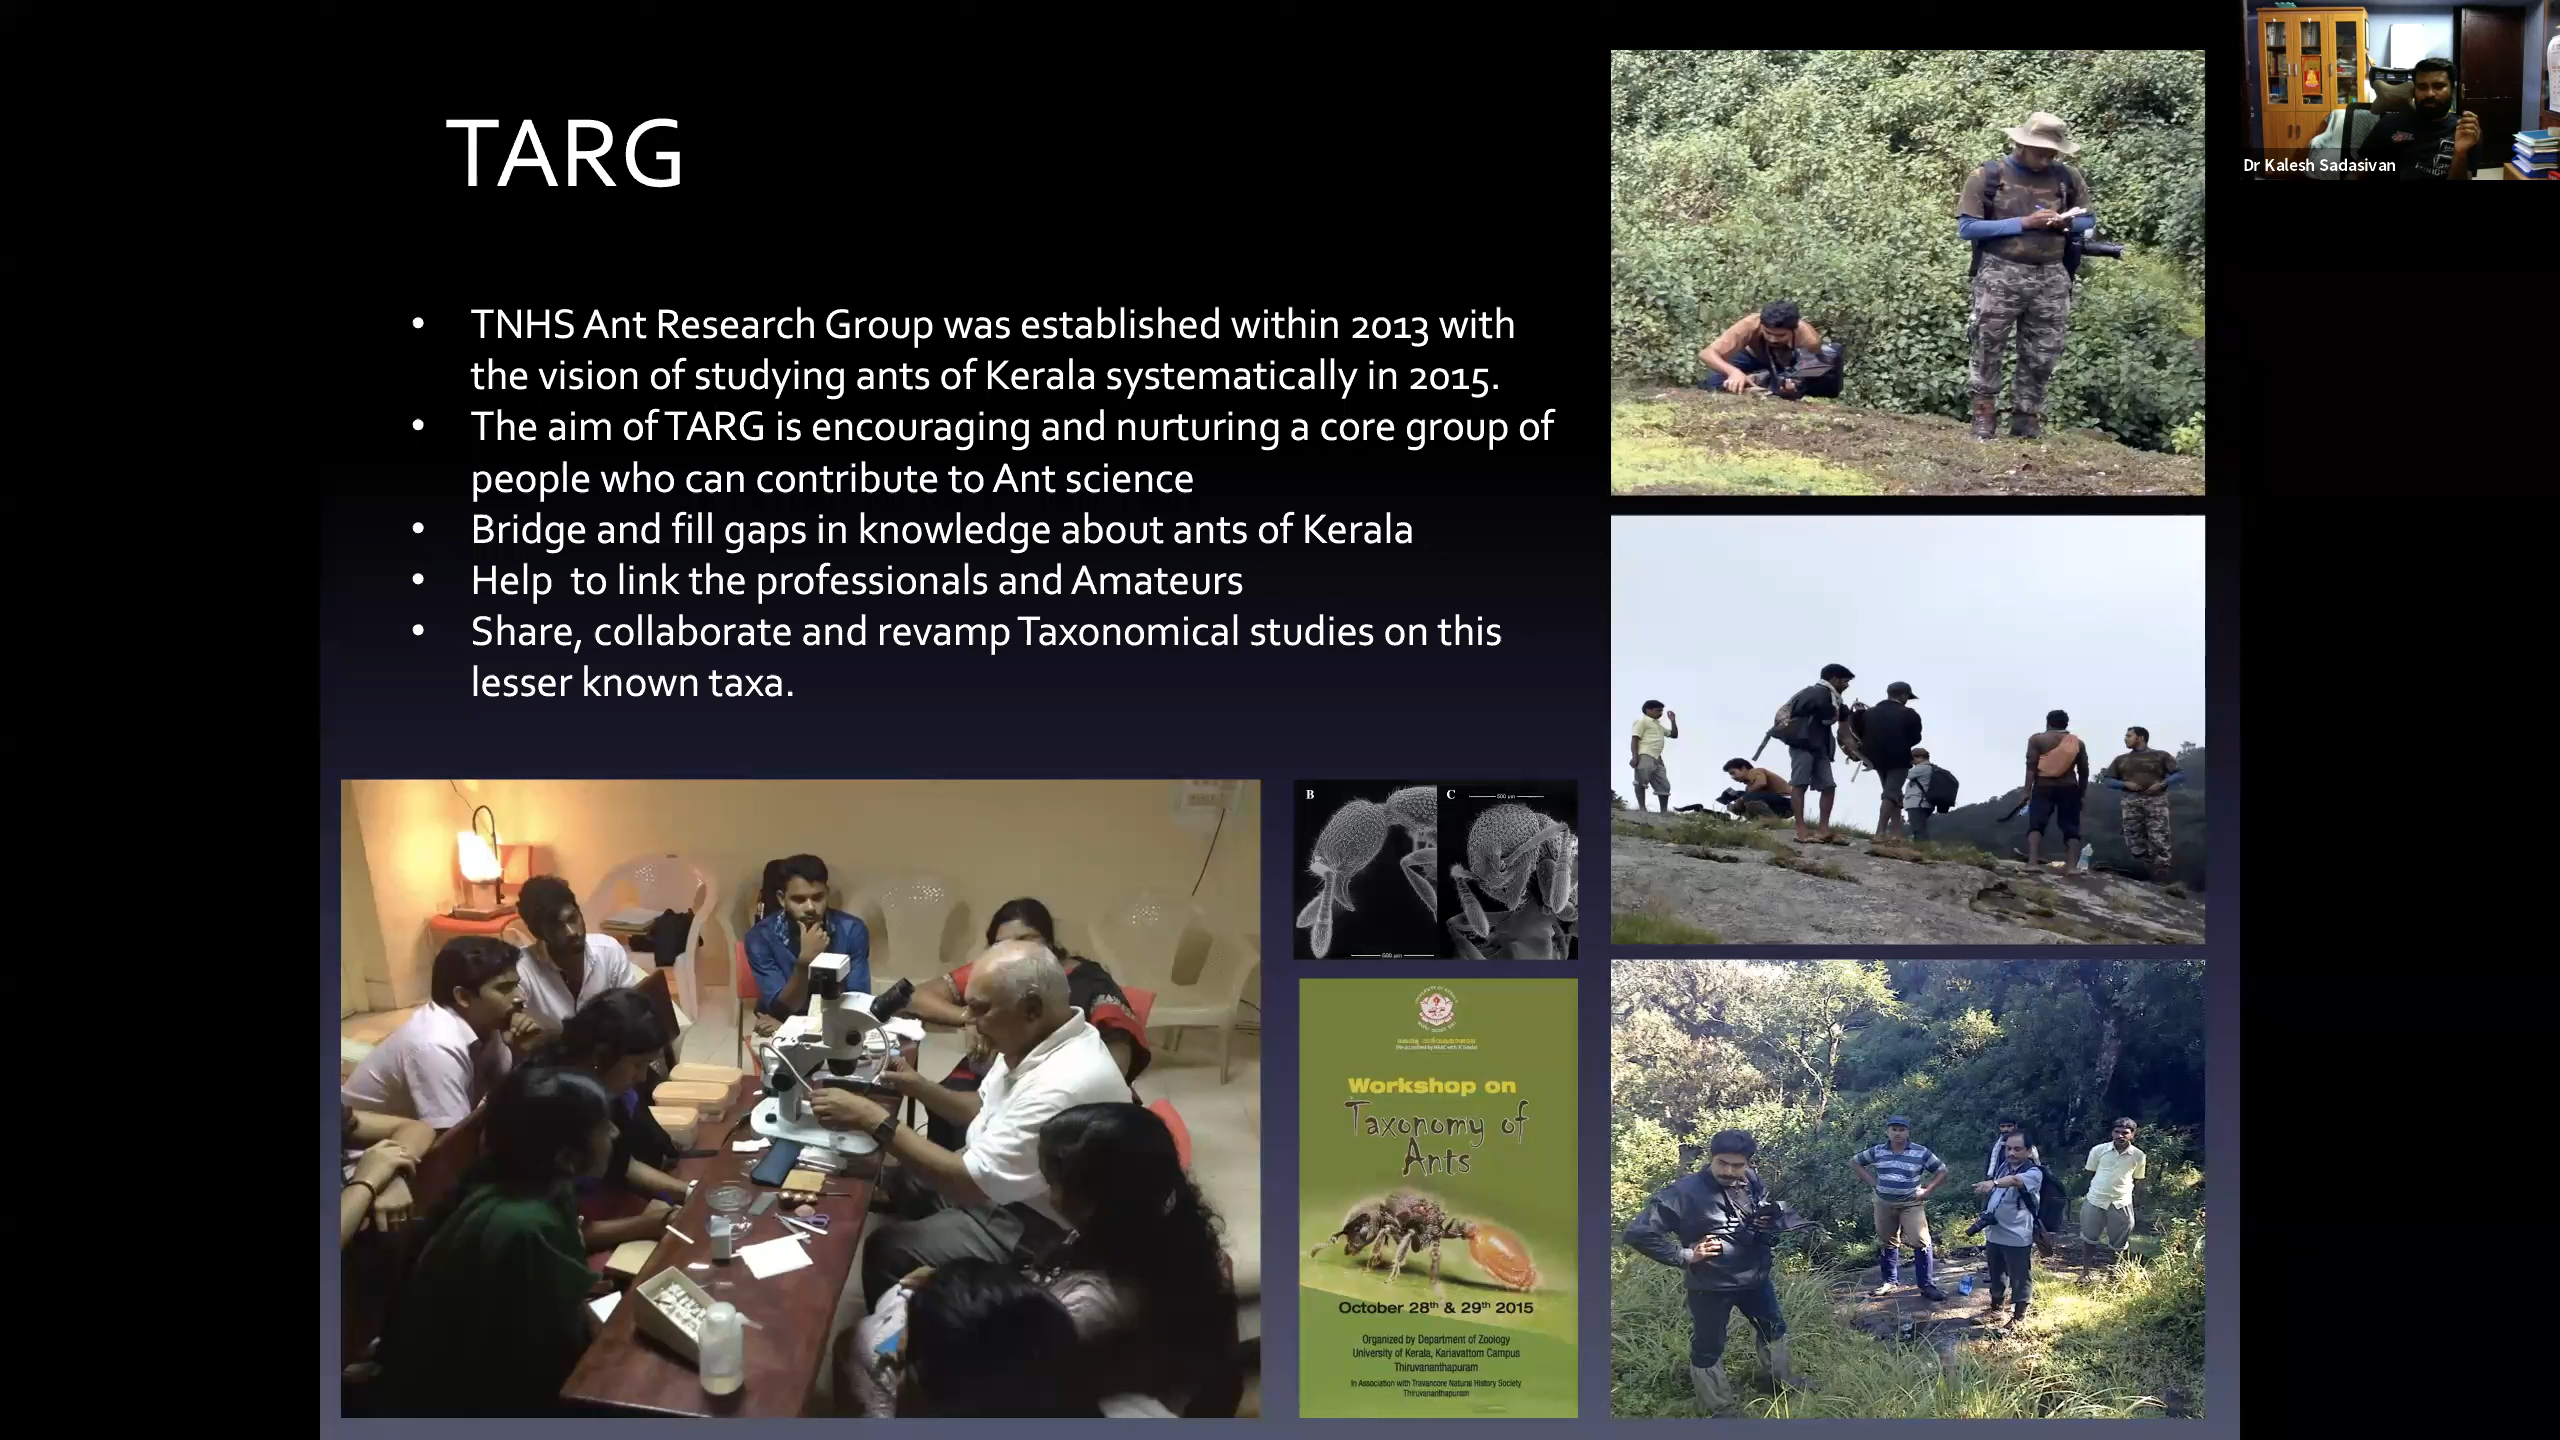 TARG
• TNHS Ant Research Group was established within 2013 with
the vision of studying ants of Kerala systematically in 2015.
• The aim of TARG is encouraging and nurturing a core group of
people who can contribute to Ant science
• Bridge and fill gaps in knowledge about ants of Kerala
• Help to link the professionals and Amateurs
• Share, collaborate and revamp Taxonomical studies on this
lesser known taxa.
Dr Kalesh Sadasivan
B
C
500 µm
500 µm
Workshop on
Taxonomy of
Ants
October 28th & 29th 2015
Organized by Department of Zoology
University of Kerala, Kariavattom Campus
Thiruvananthapuram
In Association with Travancore Natural History Society
Thiruvananthapuram